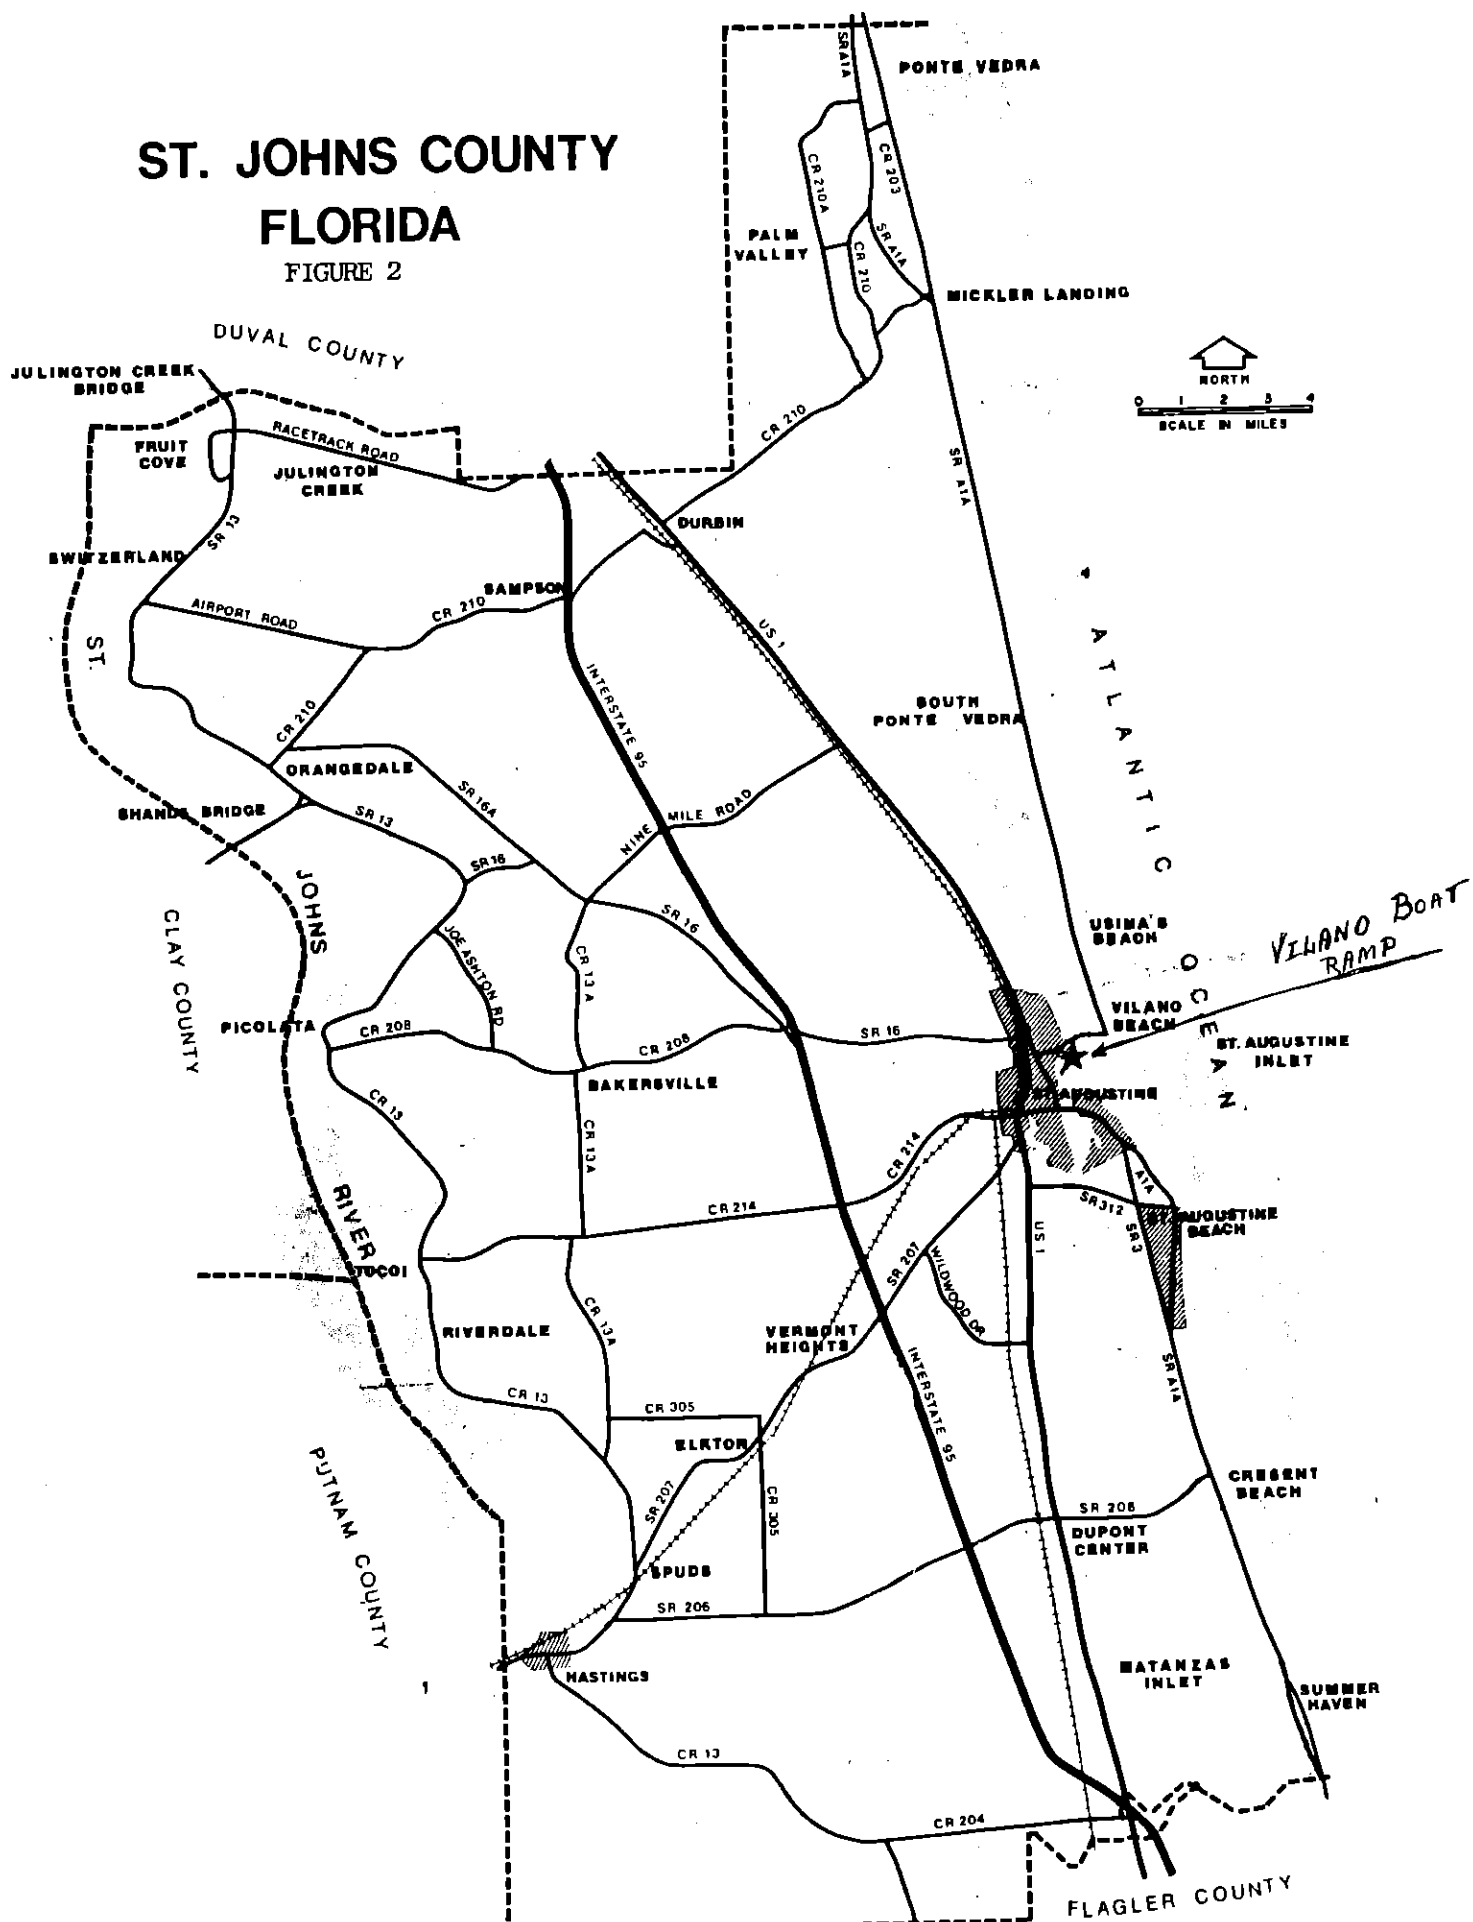 ST. JOHNS COUNTY
FLORIDA
FIGURE 2
SR A1A
PONTE VEDRA
CR 210A
CR 203
PALM
VALLEY
SR A1A
CR 210
MICKLER LANDING
NORTH
0 1 2 3 4
SCALE IN MILES
DUVAL COUNTY
JULINGTON CREEK
BRIDGE
FRUIT
COVE
RACETRACK ROAD
JULINGTON
CREEK
CR 210
SR A1A
DURBIN
SR 13
SWITZERLAND
SAMPSON
AIRPORT ROAD
CR 210
US 1
ST.
JOHNS
RIVER
INTERSTATE 95
ATLANTIC
OCEAN
SOUTH
PONTE VEDRA
CR 210
ORANGEDALE
SHANDS BRIDGE
SR 13
SR 16A
NINE MILE ROAD
SR 16
SR 16
CLAY COUNTY
JOE ASHTON RD
CR 13A
USINA'S
BEACH
VILANO BOAT
RAMP
VILANO
BEACH
PICOLATA
CR 208
CR 208
SR 16
ST. AUGUSTINE
INLET
BAKERSVILLE
ST. AUGUSTINE
CR 13
CR 13A
CR 214
CR 214
A1A
SR 312
ST. AUGUSTINE
BEACH
SR 3
US 1
TOCOI
SR 207
WILDWOOD DR
RIVERDALE
CR 13A
VERMONT
HEIGHTS
INTERSTATE 95
SR A1A
CR 13
CR 305
ELKTON
PUTNAM COUNTY
SR 207
CR 305
CRESENT
BEACH
SR 206
DUPONT
CENTER
SPUDS
SR 206
HASTINGS
MATANZAS
INLET
SUMMER
HAVEN
CR 13
CR 204
FLAGLER COUNTY